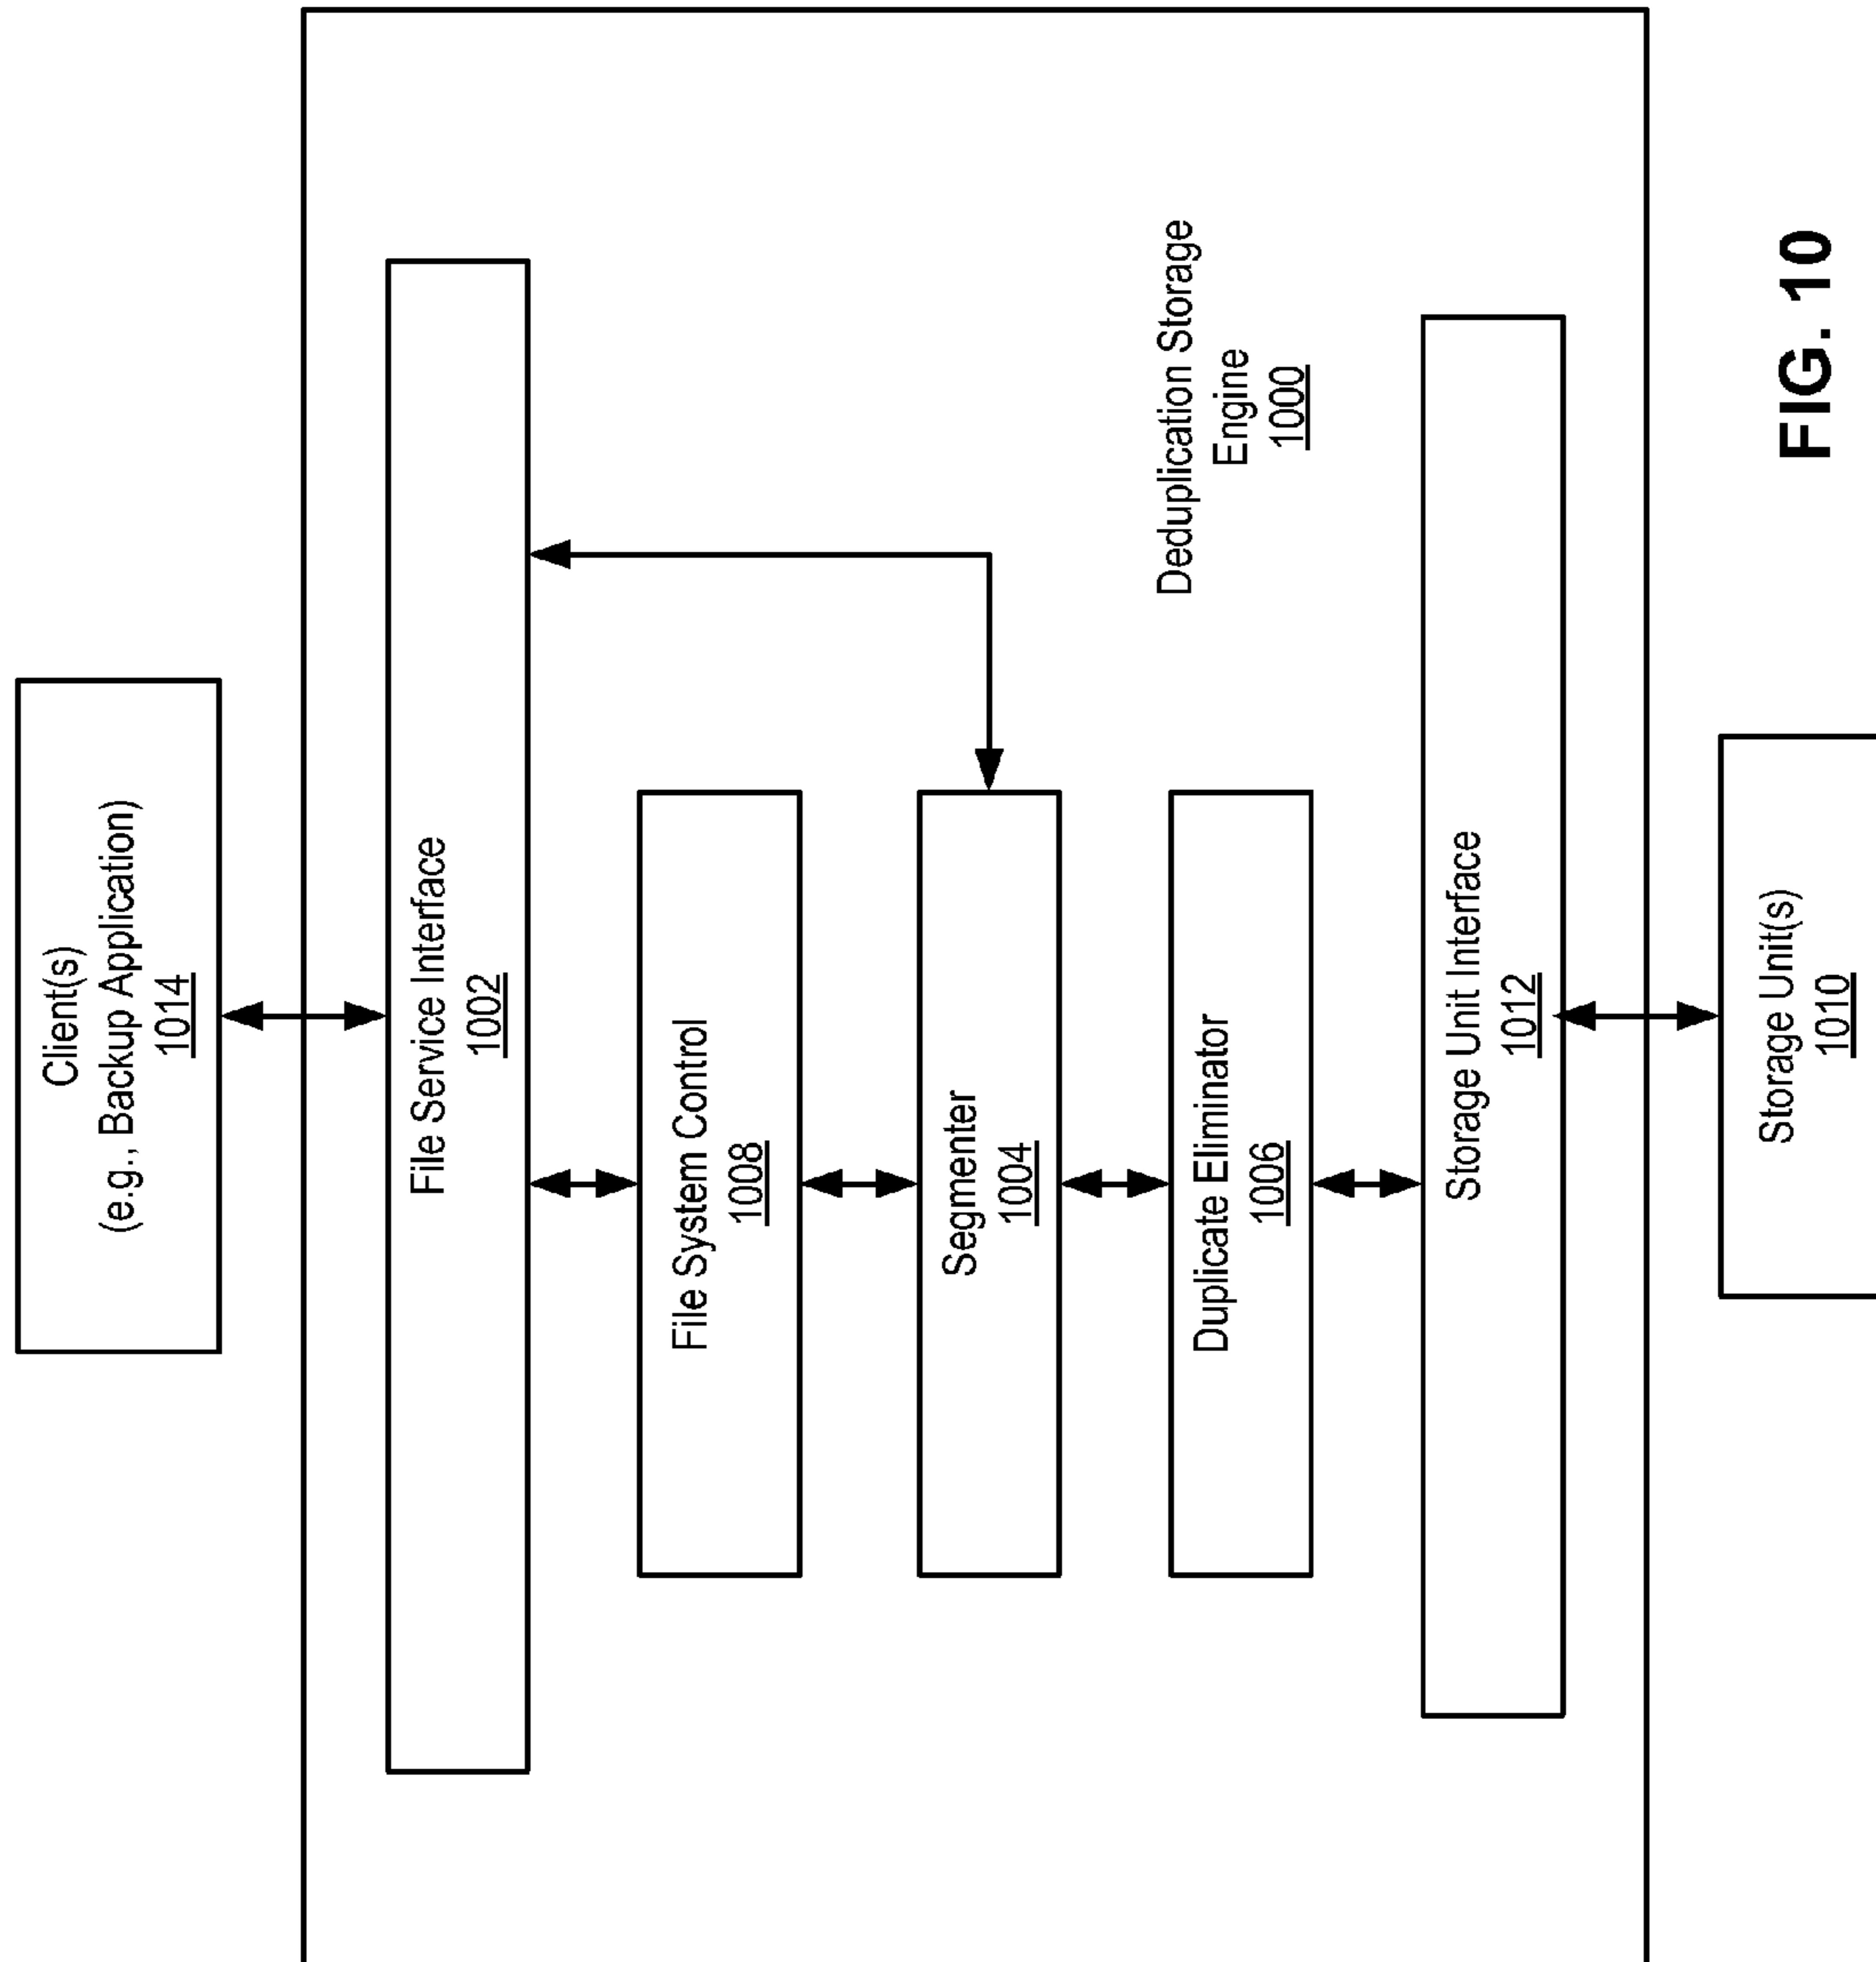 Client(s)
(e.g., Backup Application)
1014
File Service Interface
1002
File System Control
1008
Segmenter
1004
Duplicate Eliminator
1006
Deduplication Storage
Engine
1000
Storage Unit Interface
1012
Storage Unit(s)
1010
FIG. 10